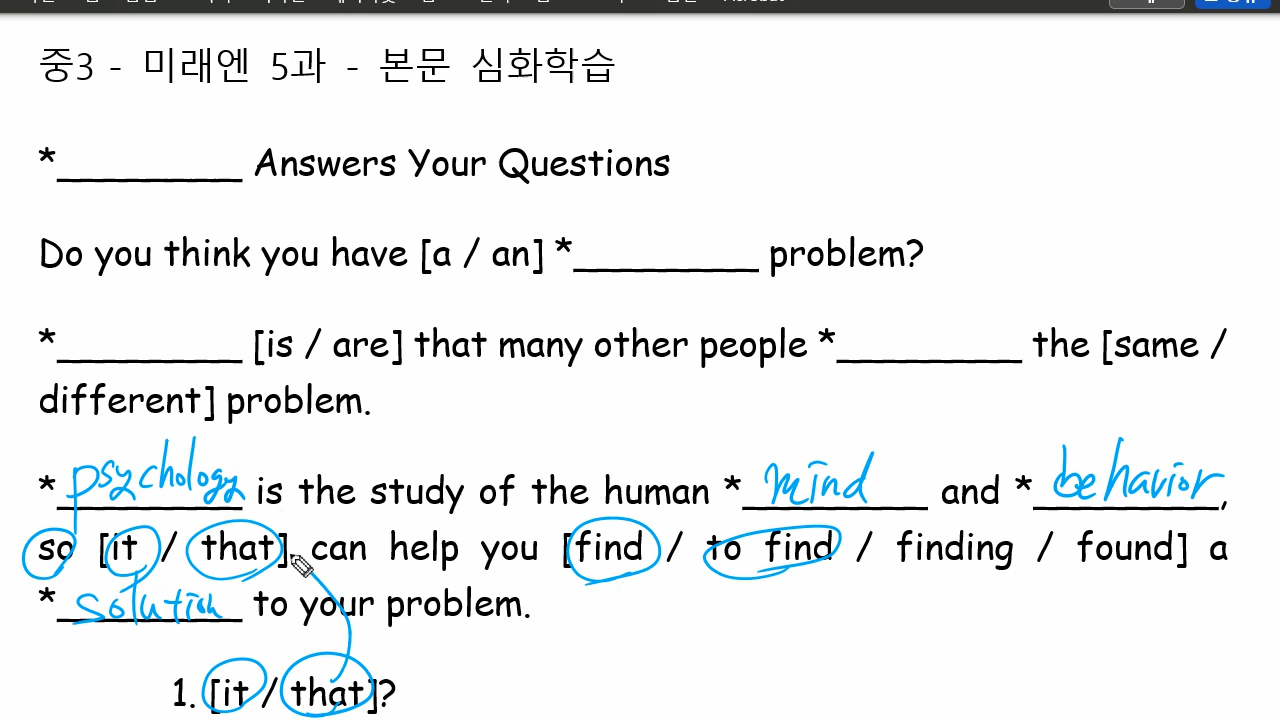 중3 - 미래엔 5과 - 본문 심화학습
*________ Answers Your Questions
Do you think you have [a / an] *________ problem?
*________ [is / are] that many other people *________ the [same /
different] problem.
*psychology is the study of the human *mind and *behavior,
so [it / that] can help you [find / to find / finding / found] a
*solution to your problem.
1. [it / that]?